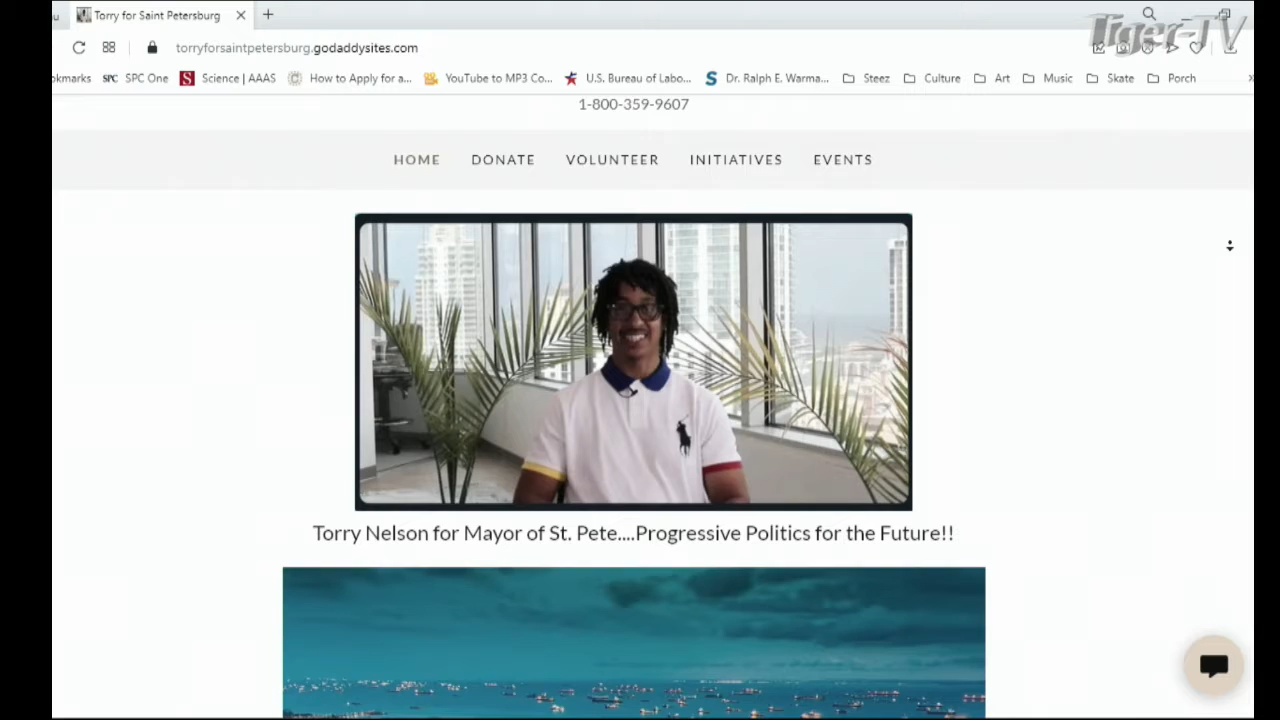 Torry for Saint Petersburg
Tiger-TV
torryforsaintpetersburg.godaddysites.com
okmarks SPC SPC One S Science | AAAS How to Apply for a... YouTube to MP3 Co... U.S. Bureau of Labo... S Dr. Ralph E. Warma... Steez Culture Art Music Skate Porch
1-800-359-9607
HOME DONATE VOLUNTEER INITIATIVES EVENTS
Torry Nelson for Mayor of St. Pete....Progressive Politics for the Future!!